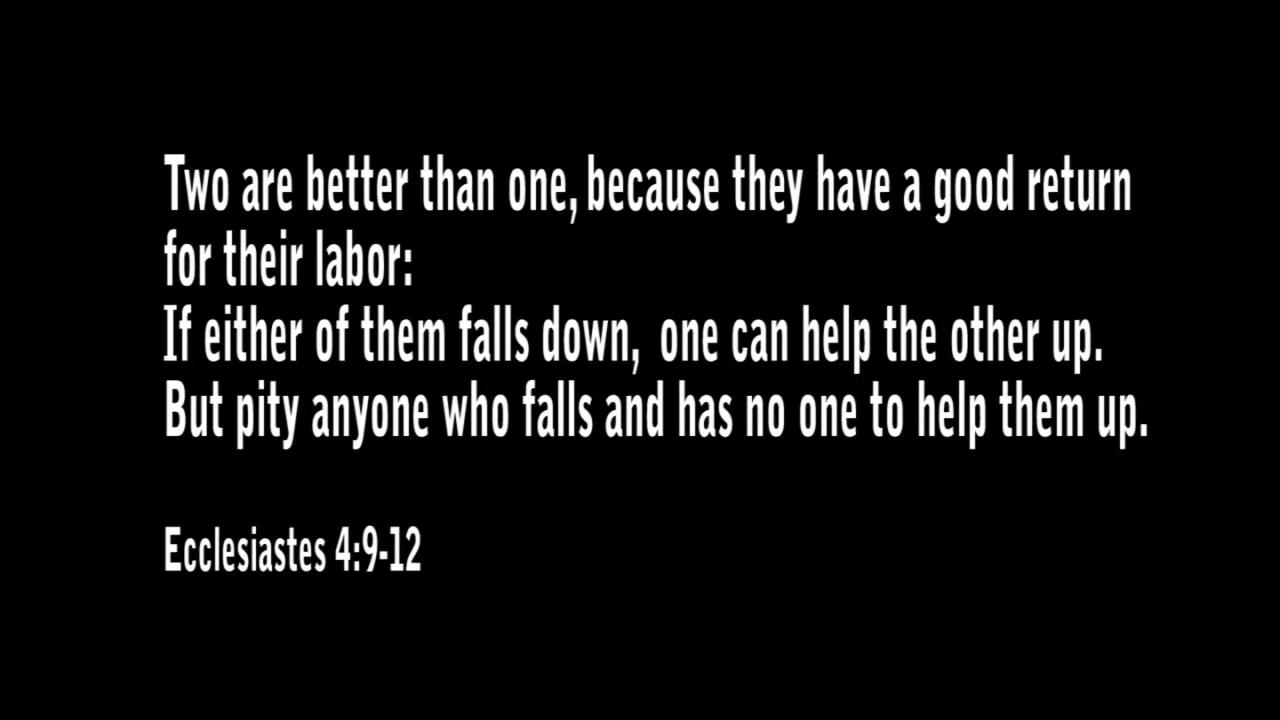 Two are better than one, because they have a good return
for their labor:
If either of them falls down, one can help the other up.
But pity anyone who falls and has no one to help them up.
Ecclesiastes 4:9-12